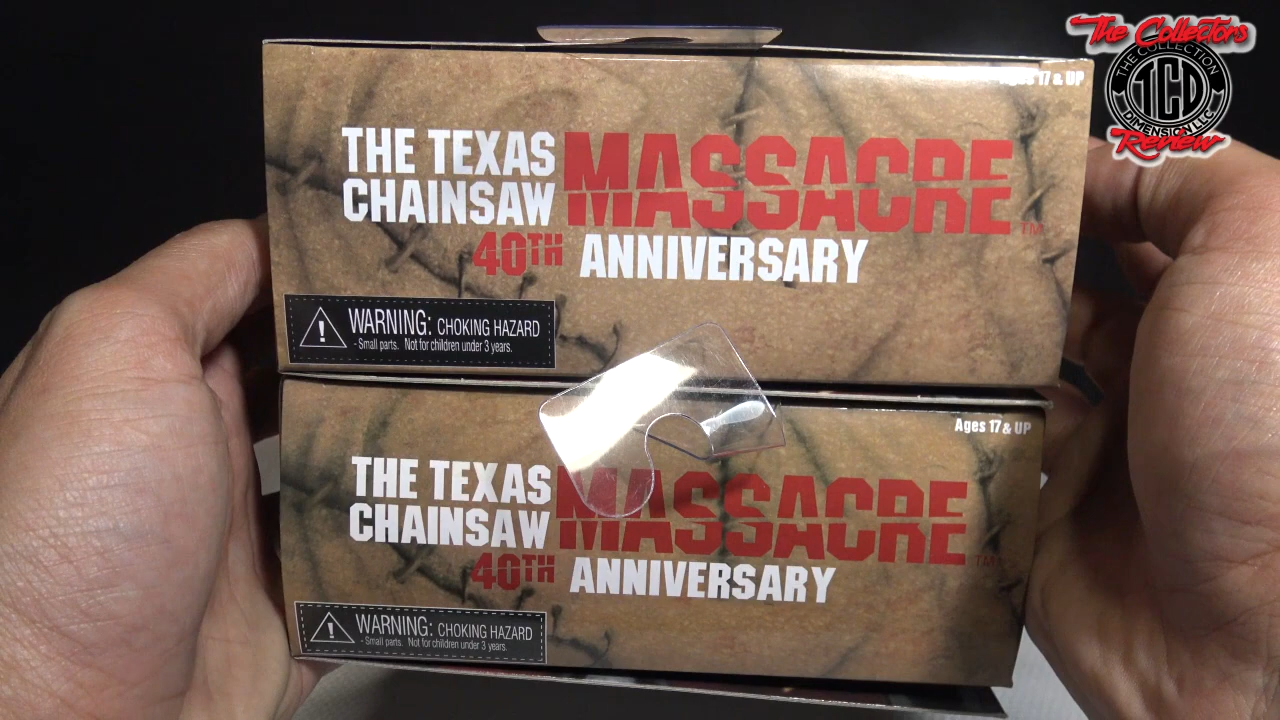 The Collectors
THE COLLECTION
TCD
DIMENSION LLC
Review
Ages 17 & UP
THE TEXAS
CHAINSAW
MASSACRE
TM
40TH ANNIVERSARY
WARNING: CHOKING HAZARD
- Small parts. Not for children under 3 years.
Ages 17 & UP
THE TEXAS
CHAINSAW
MASSACRE
TM
40TH ANNIVERSARY
WARNING: CHOKING HAZARD
- Small parts. Not for children under 3 years.